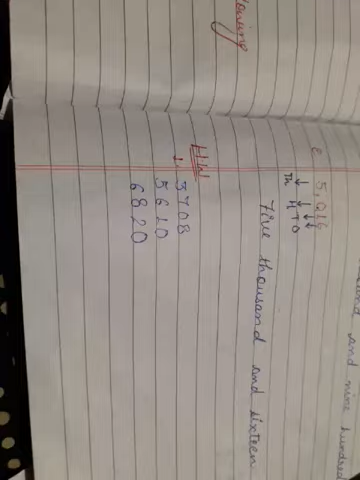 and nine hundred
e 5,016
Th H T O
Five thousand and sixteen
H.W
1. 3708
5610
6820